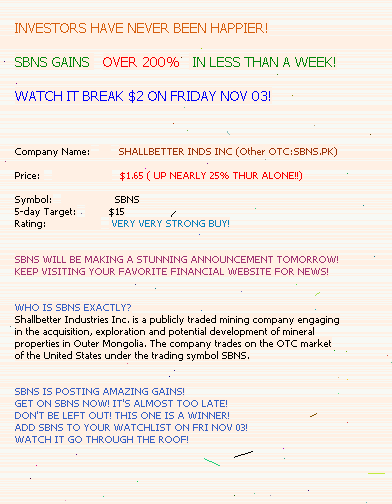 INVESTORS HAVE NEVER BEEN HAPPIER!
SBNS GAINS OVER 200% IN LESS THAN A WEEK!
WATCH IT BREAK $2 ON FRIDAY NOV 03!
Company Name: SHALLBETTER INDS INC (Other OTC:SBNS.PK)
Price: $1.65 ( UP NEARLY 25% THUR ALONE!!)
Symbol: SBNS
5-day Target: $15
Rating: VERY VERY STRONG BUY!
SBNS WILL BE MAKING A STUNNING ANNOUNCEMENT TOMORROW!
KEEP VISITING YOUR FAVORITE FINANCIAL WEBSITE FOR NEWS!
WHO IS SBNS EXACTLY?
Shallbetter Industries Inc. is a publicly traded mining company engaging
in the acquisition, exploration and potential development of mineral
properties in Outer Mongolia. The company trades on the OTC market
of the United States under the trading symbol SBNS.
SBNS IS POSTING AMAZING GAINS!
GET ON SBNS NOW! IT'S ALMOST TOO LATE!
DON'T BE LEFT OUT! THIS ONE IS A WINNER!
ADD SBNS TO YOUR WATCHLIST ON FRI NOV 03!
WATCH IT GO THROUGH THE ROOF!